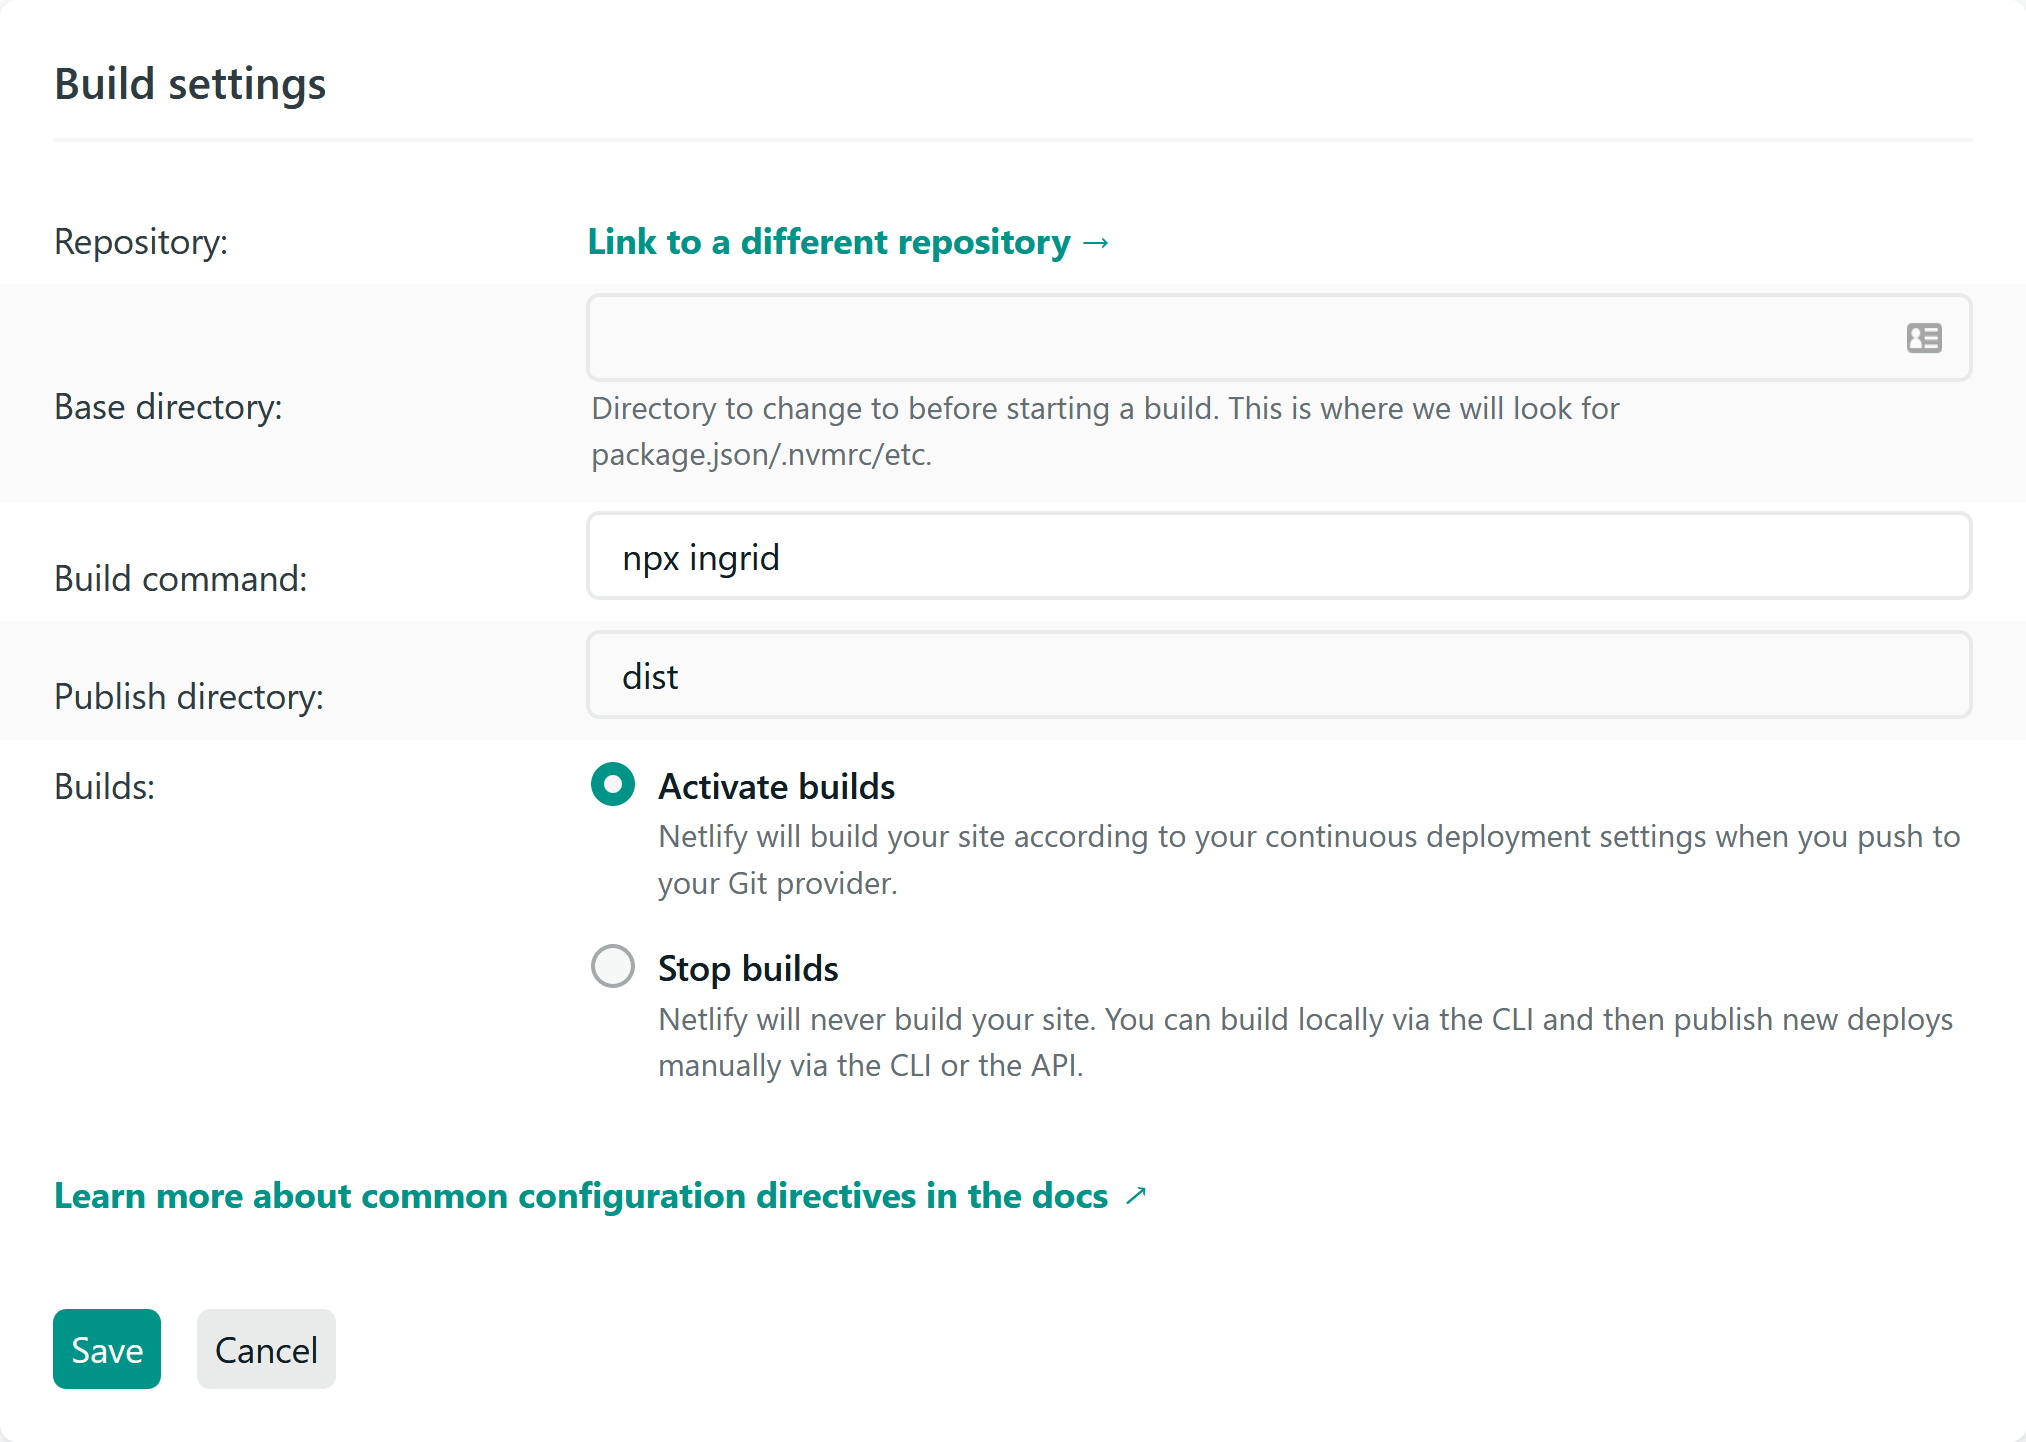 Build settings
Repository:
Link to a different repository →
Base directory:
Directory to change to before starting a build. This is where we will look for
package.json/.nvmrc/etc.
Build command:
npx ingrid
Publish directory:
dist
Builds:
Activate builds
Netlify will build your site according to your continuous deployment settings when you push to
your Git provider.
Stop builds
Netlify will never build your site. You can build locally via the CLI and then publish new deploys
manually via the CLI or the API.
Learn more about common configuration directives in the docs ↗
Save
Cancel